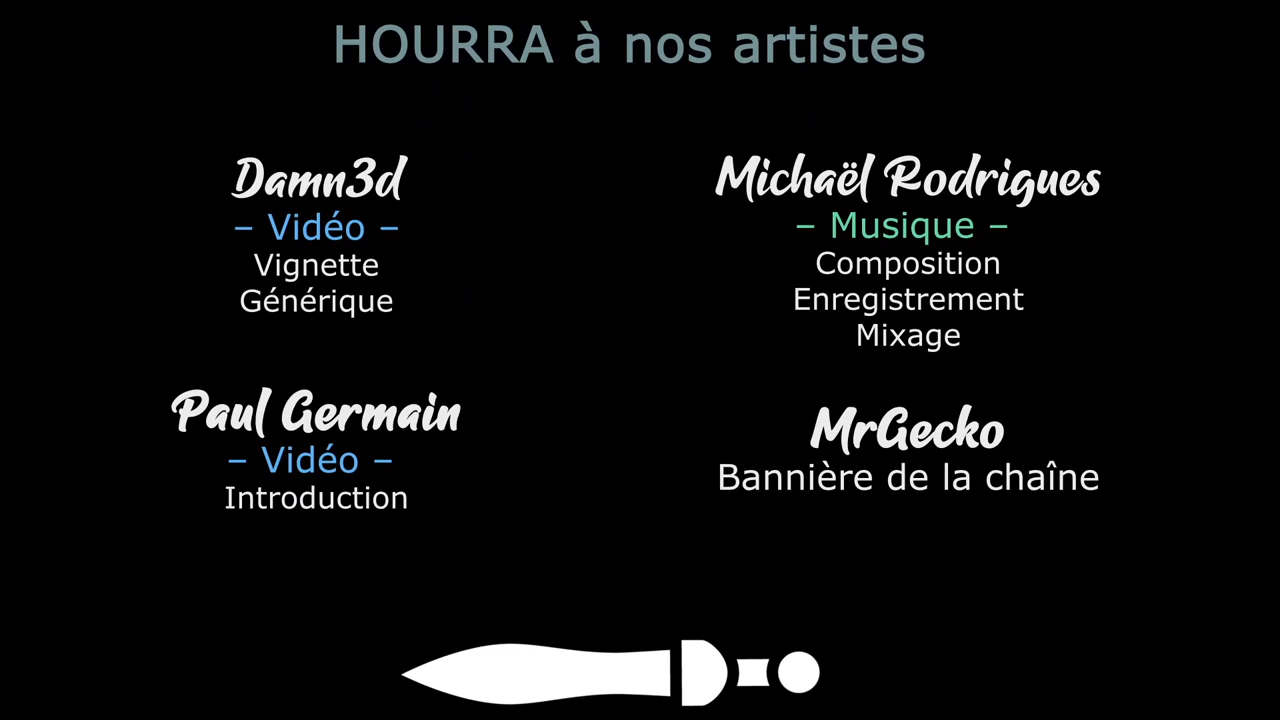 HOURRA à nos artistes
Damn3d
– Vidéo –
Vignette
Générique
Michaël Rodrigues
– Musique –
Composition
Enregistrement
Mixage
Paul Germain
– Vidéo –
Introduction
MrGecko
Bannière de la chaîne